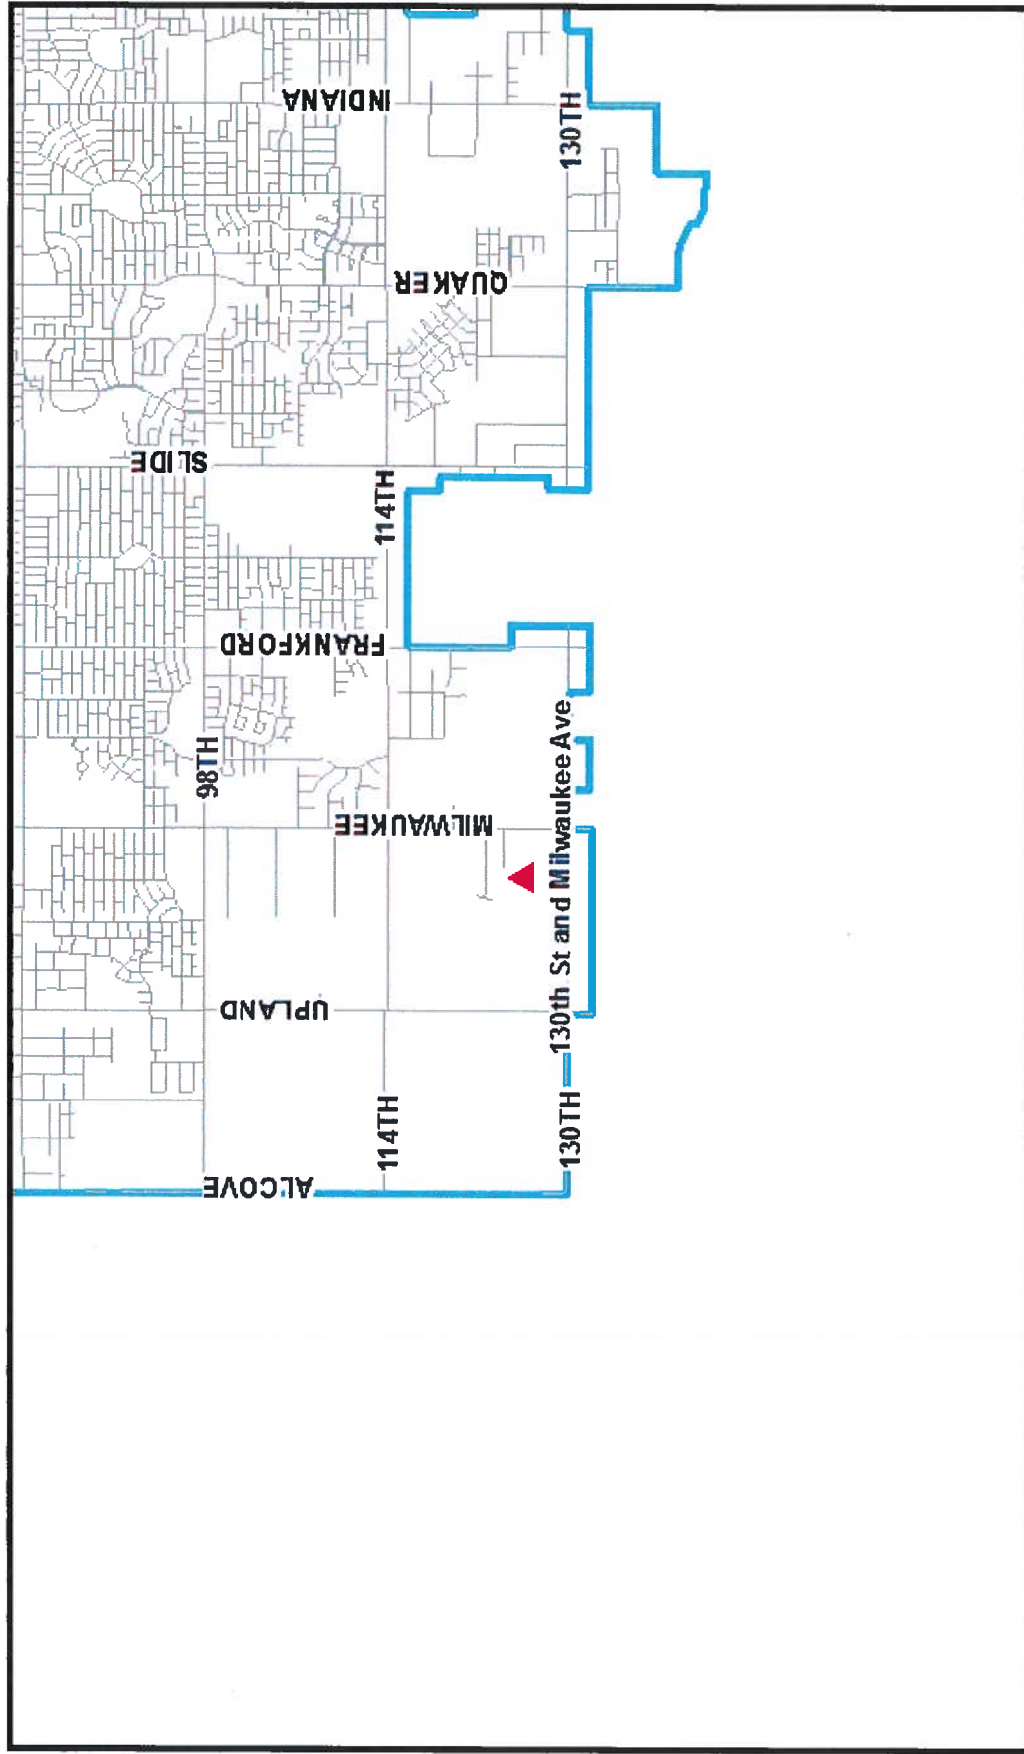 INDIANA
130TH
QUAKER
SLIDE
114TH
FRANKFORD
98TH
MILWAUKEE
130th St and Milwaukee Ave
UPLAND
114TH
130TH
ALCOVE